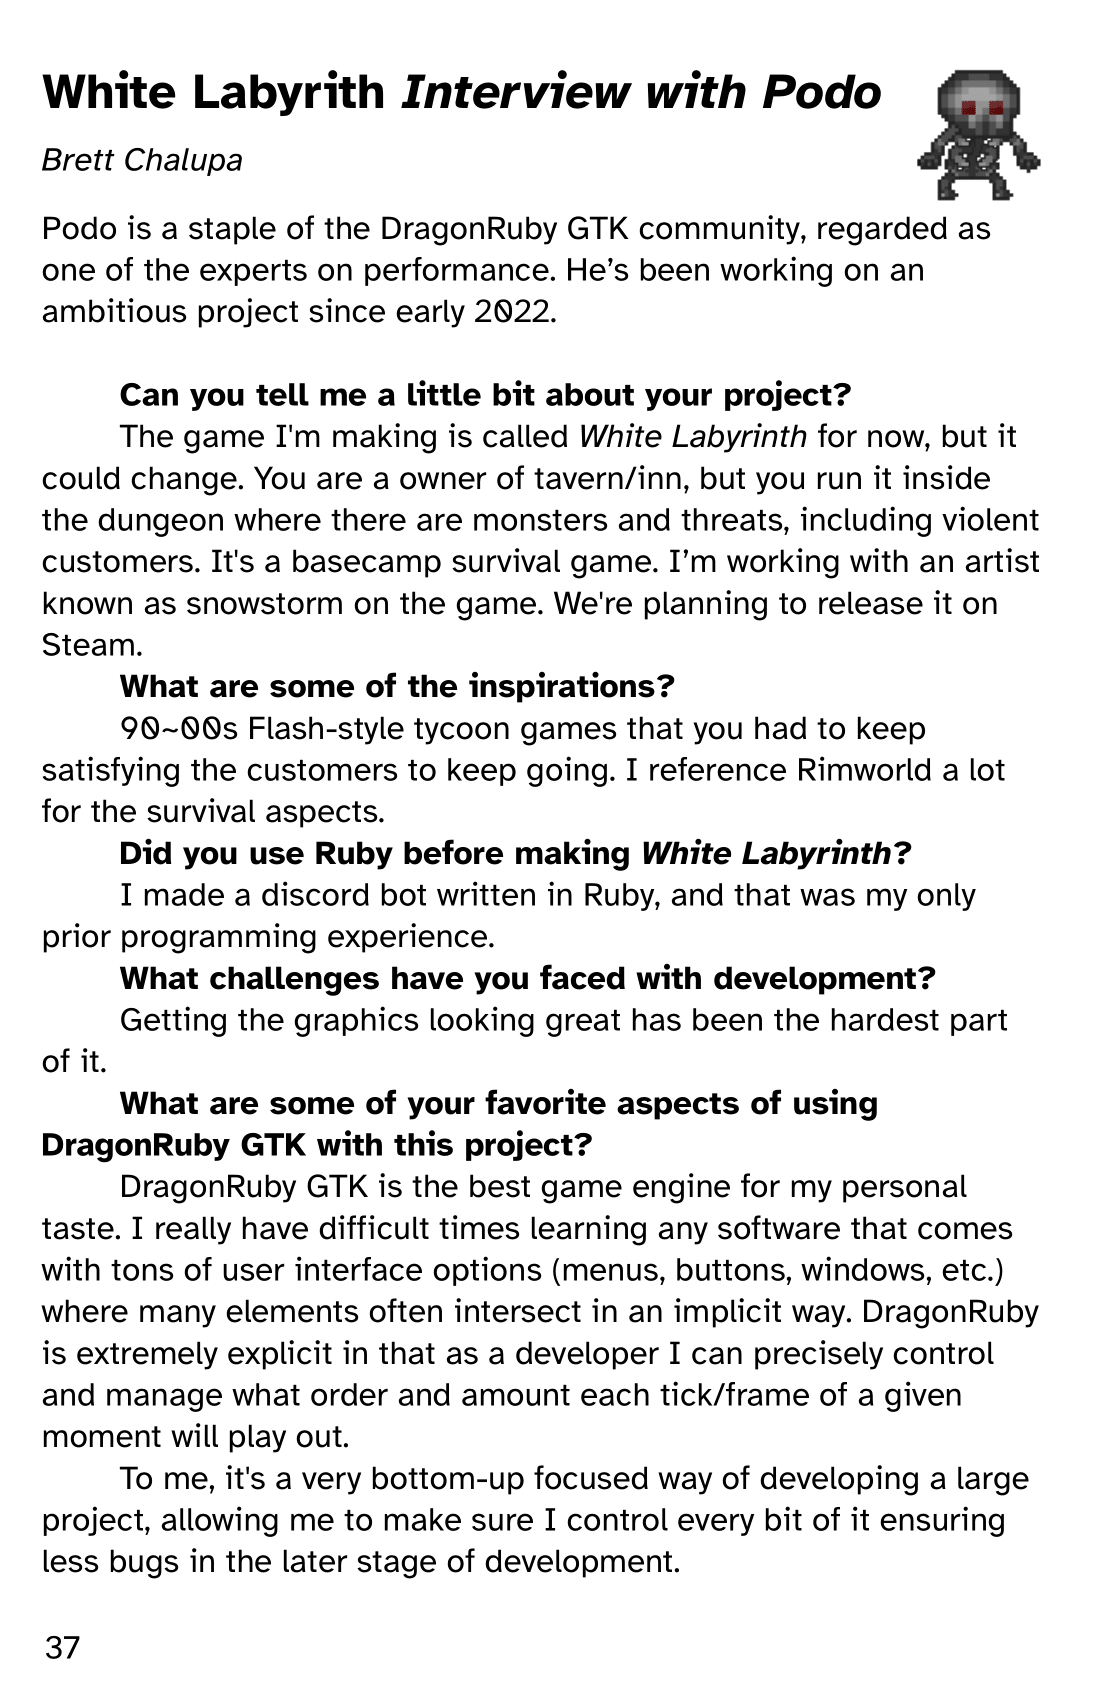 White Labyrith Interview with Podo
Brett Chalupa
Podo is a staple of the DragonRuby GTK community, regarded as
one of the experts on performance. He’s been working on an
ambitious project since early 2022.
Can you tell me a little bit about your project?
The game I'm making is called White Labyrinth for now, but it
could change. You are a owner of tavern/inn, but you run it inside
the dungeon where there are monsters and threats, including violent
customers. It's a basecamp survival game. I’m working with an artist
known as snowstorm on the game. We're planning to release it on
Steam.
What are some of the inspirations?
90~00s Flash-style tycoon games that you had to keep
satisfying the customers to keep going. I reference Rimworld a lot
for the survival aspects.
Did you use Ruby before making White Labyrinth?
I made a discord bot written in Ruby, and that was my only
prior programming experience.
What challenges have you faced with development?
Getting the graphics looking great has been the hardest part
of it.
What are some of your favorite aspects of using
DragonRuby GTK with this project?
DragonRuby GTK is the best game engine for my personal
taste. I really have difficult times learning any software that comes
with tons of user interface options (menus, buttons, windows, etc.)
where many elements often intersect in an implicit way. DragonRuby
is extremely explicit in that as a developer I can precisely control
and manage what order and amount each tick/frame of a given
moment will play out.
To me, it's a very bottom-up focused way of developing a large
project, allowing me to make sure I control every bit of it ensuring
less bugs in the later stage of development.
37